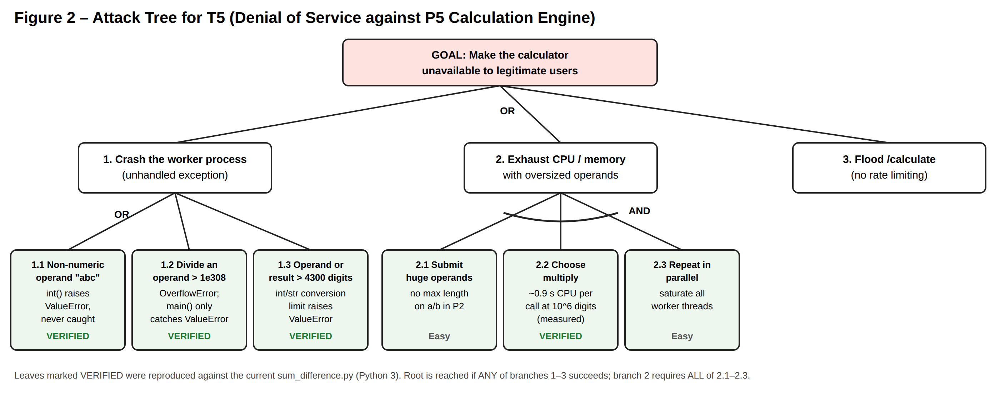 Figure 2 – Attack Tree for T5 (Denial of Service against P5 Calculation Engine)
GOAL: Make the calculator
unavailable to legitimate users
OR
1. Crash the worker process
(unhandled exception)
2. Exhaust CPU / memory
with oversized operands
3. Flood /calculate
(no rate limiting)
OR
AND
1.1 Non-numeric
operand "abc"
int() raises
ValueError,
never caught
VERIFIED
1.2 Divide an
operand > 1e308
OverflowError;
main() only
catches ValueError
VERIFIED
1.3 Operand or
result > 4300 digits
int/str conversion
limit raises
ValueError
VERIFIED
2.1 Submit
huge operands
no max length
on a/b in P2
Easy
2.2 Choose
multiply
~0.9 s CPU per
call at 10^6 digits
(measured)
VERIFIED
2.3 Repeat in
parallel
saturate all
worker threads
Easy
Leaves marked VERIFIED were reproduced against the current sum_difference.py (Python 3). Root is reached if ANY of branches 1–3 succeeds; branch 2 requires ALL of 2.1–2.3.